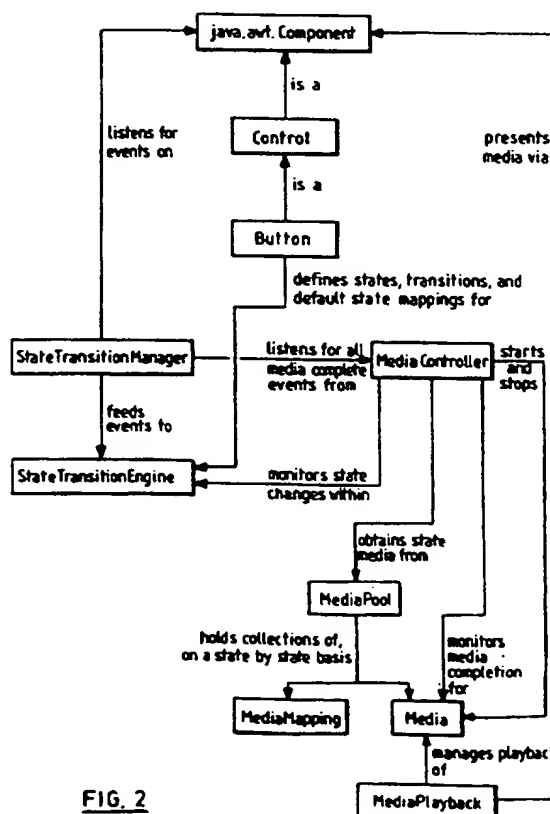 java.awt.Component
is a
listens for
events on
Control
presents
media via
is a
Button
defines states, transitions, and
default state mappings for
StateTransitionManager
listens for all
media complete
events from
MediaController
starts
and
stops
feeds
events to
StateTransitionEngine
monitors state
changes within
obtains state
media from
MediaPool
holds collections of,
on a state by state basis
monitors
media
completion
for
MediaMapping
Media
manages playbac
of
MediaPlayback
FIG. 2